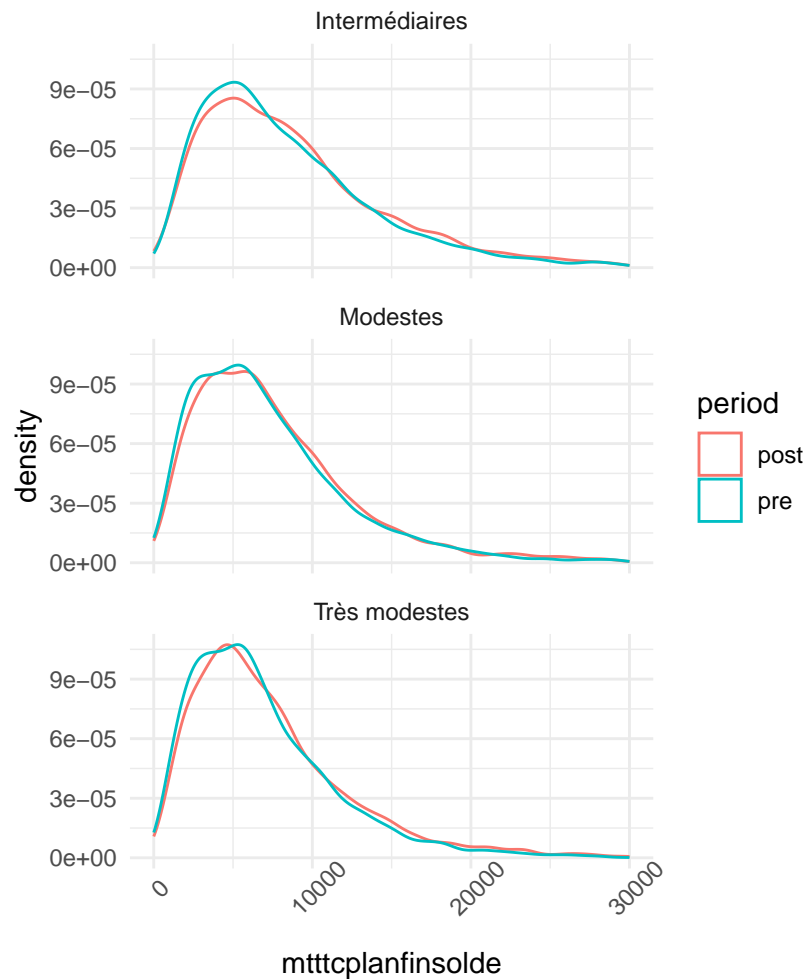 Intermédiaires
9e−05
6e−05
3e−05
0e+00
Modestes
9e−05
6e−05
3e−05
0e+00
Très modestes
9e−05
6e−05
3e−05
0e+00
0
10000
20000
30000
mtttcplanfinsolde
density
period
post
pre